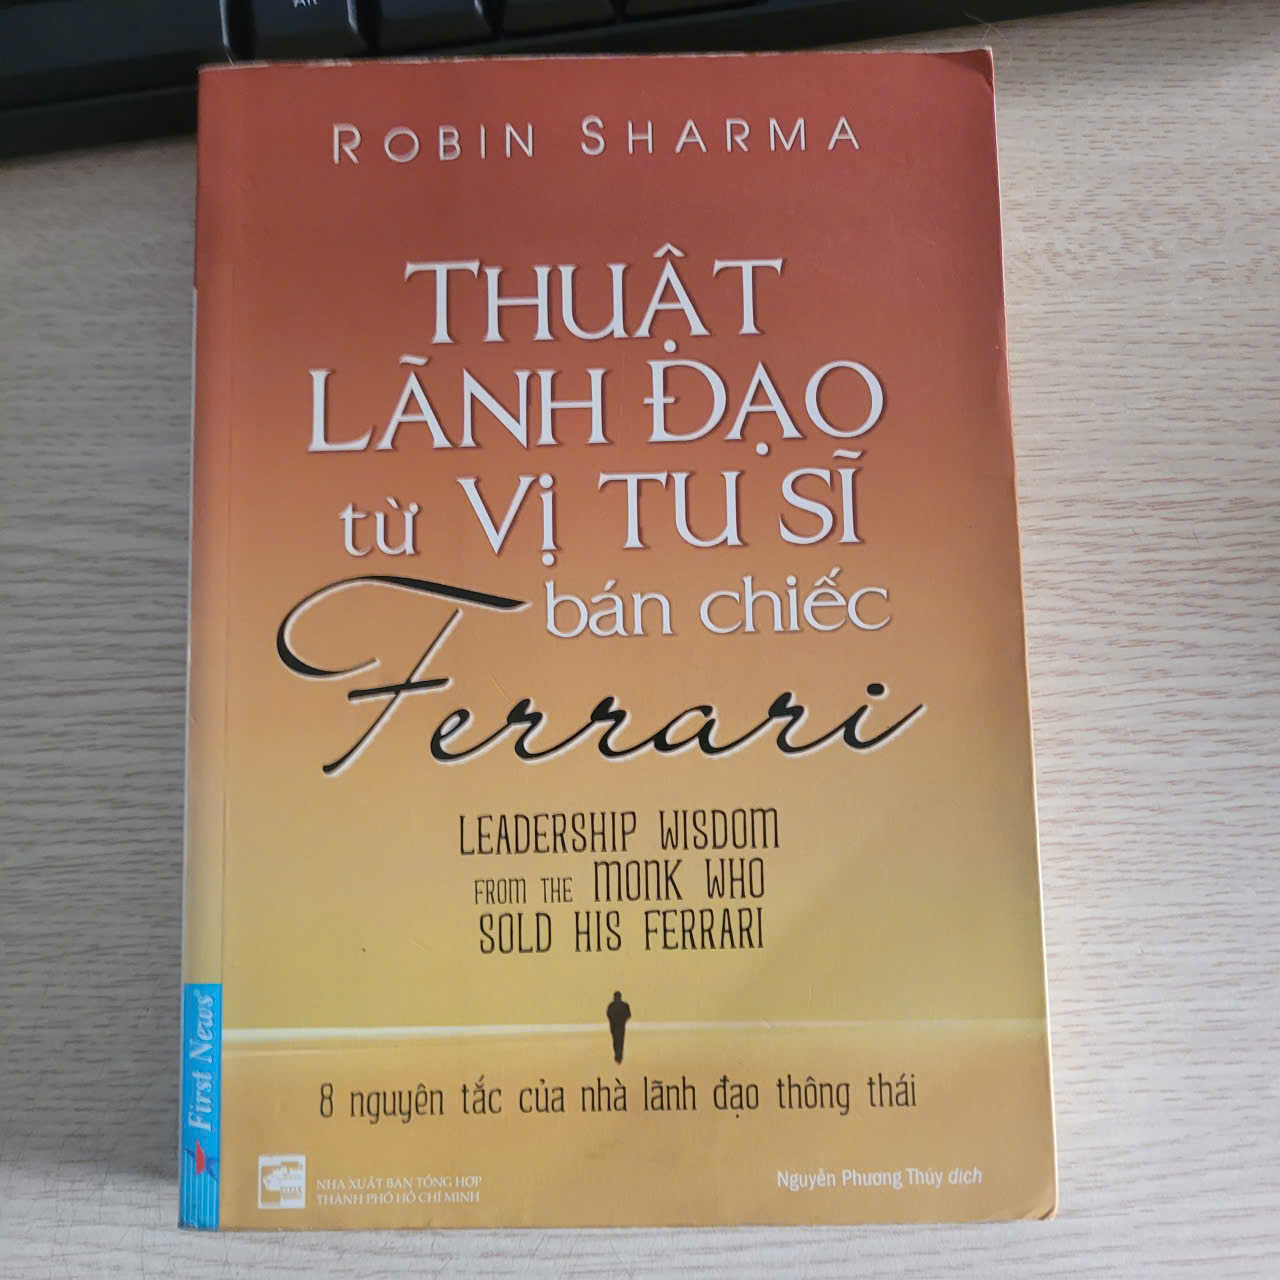 ROBIN SHARMA
THUẬT
LÃNH ĐẠO
từ VỊ TU SĨ
bán chiếc
Ferrari
LEADERSHIP WISDOM
FROM THE MONK WHO
SOLD HIS FERRARI
8 nguyên tắc của nhà lãnh đạo thông thái
First News®
NHÀ XUẤT BẢN TỔNG HỢP
THÀNH PHỐ HỒ CHÍ MINH
Nguyễn Phương Thúy dịch